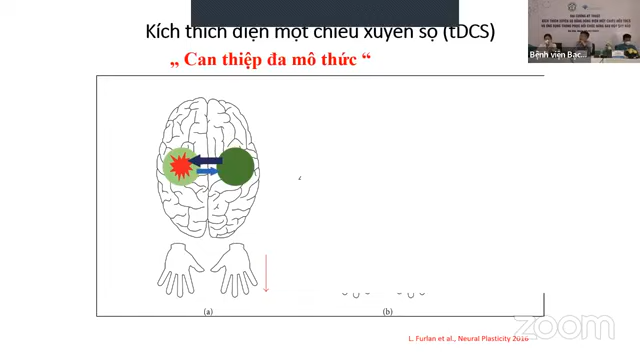 Kích thích điện một chiều xuyên sọ (tDCS)
„ Can thiệp đa mô thức “
Bệnh viện Bạc...
(a)
(b)
L. Furlan et al., Neural Plasticity 2016
zoom